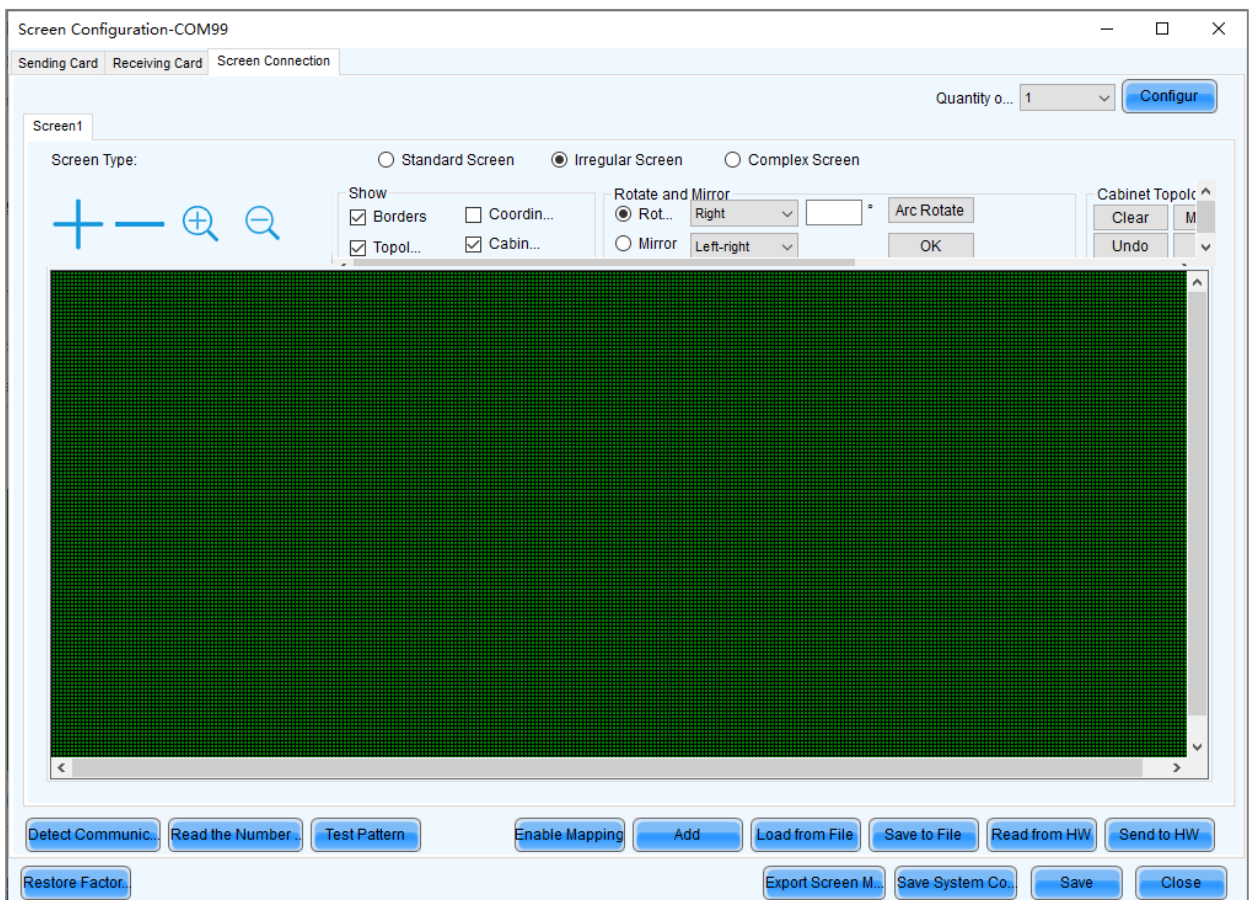 Screen Configuration-COM99
Sending Card Receiving Card Screen Connection
Quantity o... 1 Configur
Screen1
Screen Type: Standard Screen Irregular Screen Complex Screen
Show Rotate and Mirror Cabinet Topolo
Borders Coordin... Rot... Right ° Arc Rotate Clear M
Topol... Cabin... Mirror Left-right OK Undo
Detect Communic... Read the Number .. Test Pattern Enable Mapping Add Load from File Save to File Read from HW Send to HW
Restore Factor... Export Screen M... Save System Co... Save Close